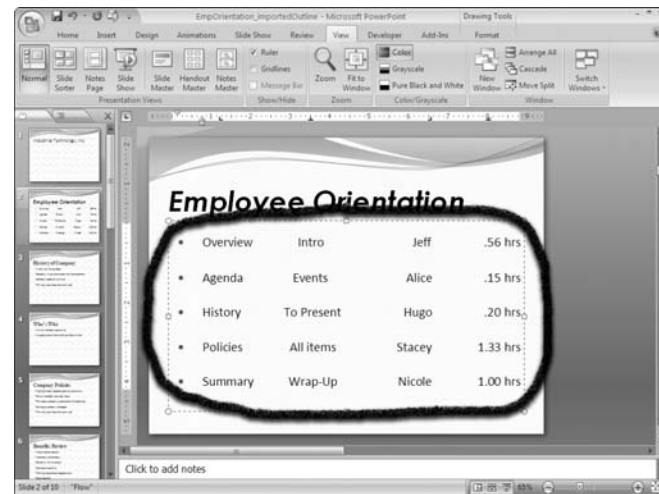 EmpOrientation_importedOutline - Microsoft PowerPoint
Drawing Tools
Home Insert Design Animations Slide Show Review View Developer Add-Ins Format
Normal
Slide Sorter
Notes Page
Slide Show
Slide Master
Handout Master
Notes Master
Presentation Views
Ruler
Gridlines
Message Bar
Show/Hide
Zoom
Fit to Window
Zoom
Color
Grayscale
Pure Black and White
Color/Grayscale
New Window
Arrange All
Cascade
Move Split
Switch Windows
Window
1
Industrial Technology, Inc.
2
Employee Orientation
3
History of Company
4
Who's Who
5
Company Policies
6
Benefits Review
Employee Orientation
• Overview Intro Jeff .56 hrs
• Agenda Events Alice .15 hrs
• History To Present Hugo .20 hrs
• Policies All items Stacey 1.33 hrs
• Summary Wrap-Up Nicole 1.00 hrs
Click to add notes
Slide 2 of 10 "Flow" 65%